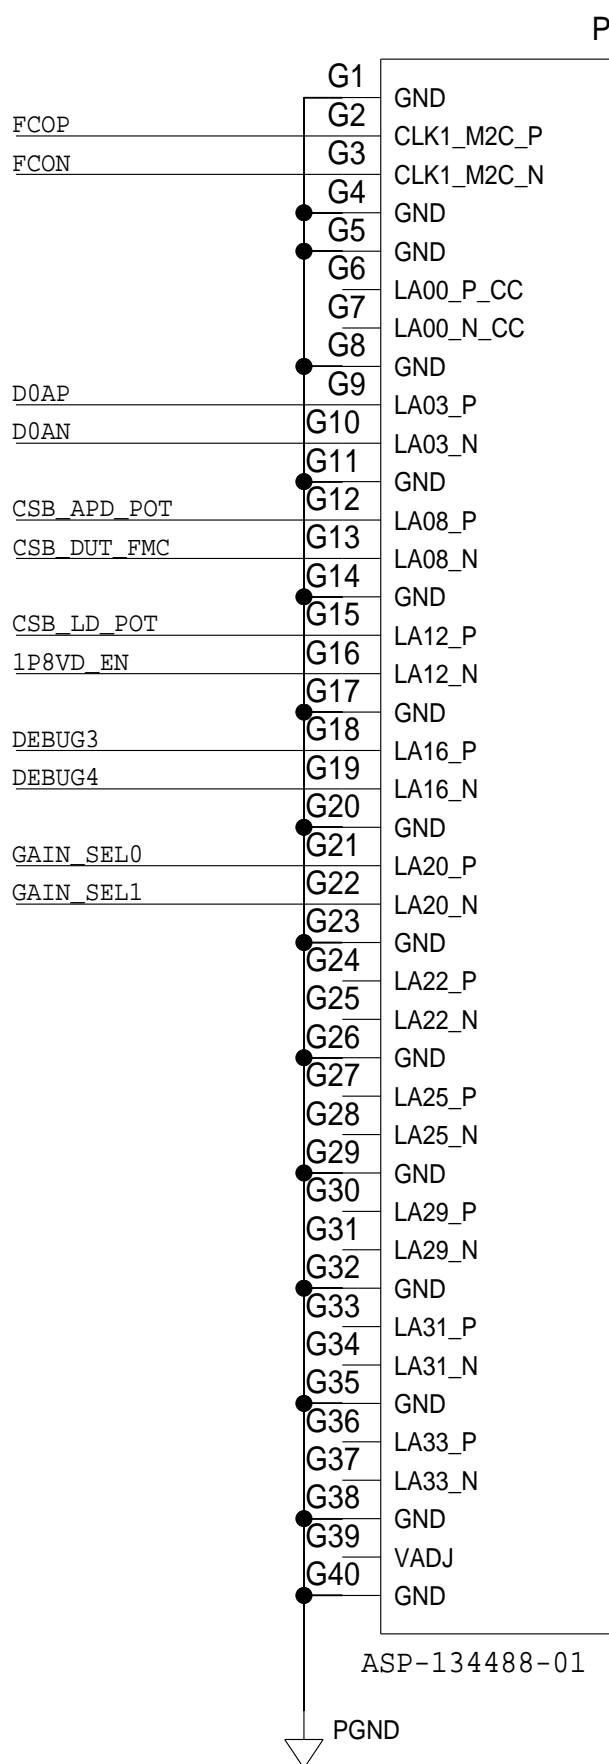 P
G1 GND
FCOP G2 CLK1_M2C_P
FCON G3 CLK1_M2C_N
G4 GND
G5 GND
G6 LA00_P_CC
G7 LA00_N_CC
G8 GND
D0AP G9 LA03_P
D0AN G10 LA03_N
G11 GND
CSB_APD_POT G12 LA08_P
CSB_DUT_FMC G13 LA08_N
G14 GND
CSB_LD_POT G15 LA12_P
1P8VD_EN G16 LA12_N
G17 GND
DEBUG3 G18 LA16_P
DEBUG4 G19 LA16_N
G20 GND
GAIN_SEL0 G21 LA20_P
GAIN_SEL1 G22 LA20_N
G23 GND
G24 LA22_P
G25 LA22_N
G26 GND
G27 LA25_P
G28 LA25_N
G29 GND
G30 LA29_P
G31 LA29_N
G32 GND
G33 LA31_P
G34 LA31_N
G35 GND
G36 LA33_P
G37 LA33_N
G38 GND
G39 VADJ
G40 GND
ASP-134488-01
PGND